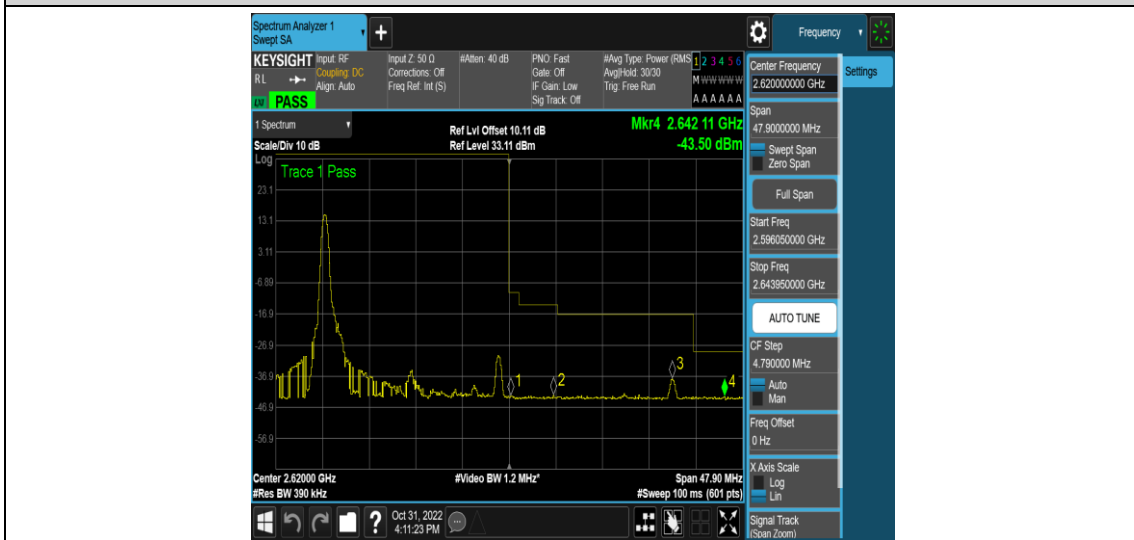 Spectrum Analyzer 1
Swept SA
Frequency
KEYSIGHT
RL
LXI
PASS
Input: RF
Coupling: DC
Align: Auto
Input Z: 50 Ω
Corrections: Off
Freq Ref: Int (S)
#Atten: 40 dB
PNO: Fast
Gate: Off
IF Gain: Low
Sig Track: Off
#Avg Type: Power (RMS
Avg|Hold: 30/30
Trig: Free Run
1 2 3 4 5 6
M W W W W W
A A A A A A
1 Spectrum
Scale/Div 10 dB
Ref Lvl Offset 10.11 dB
Ref Level 33.11 dBm
Mkr4 2.642 11 GHz
-43.50 dBm
Log
Trace 1 Pass
23.1
13.1
3.11
-6.89
-16.9
-26.9
-36.9
-46.9
-56.9
1
2
3
4
Center 2.62000 GHz
#Res BW 390 kHz
#Video BW 1.2 MHz*
Span 47.90 MHz
#Sweep 100 ms (601 pts)
?
Oct 31, 2022
4:11:23 PM
Center Frequency
2.620000000 GHz
Settings
Span
47.9000000 MHz
Swept Span
Zero Span
Full Span
Start Freq
2.596050000 GHz
Stop Freq
2.643950000 GHz
AUTO TUNE
CF Step
4.790000 MHz
Auto
Man
Freq Offset
0 Hz
X Axis Scale
Log
Lin
Signal Track
(Span Zoom)